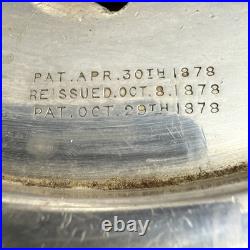 PAT.APR.30TH 1878
REISSUED.OCT.8.1878
PAT.OCT.29TH 1878